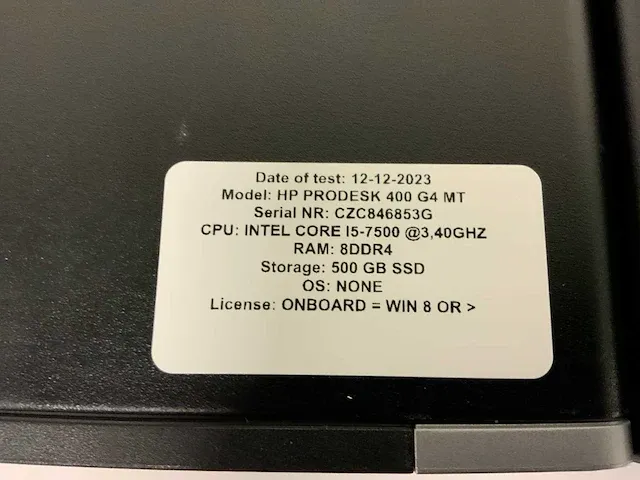 Date of test: 12-12-2023
Model: HP PRODESK 400 G4 MT
Serial NR: CZC846853G
CPU: INTEL CORE I5-7500 @3,40GHZ
RAM: 8DDR4
Storage: 500 GB SSD
OS: NONE
License: ONBOARD = WIN 8 OR >